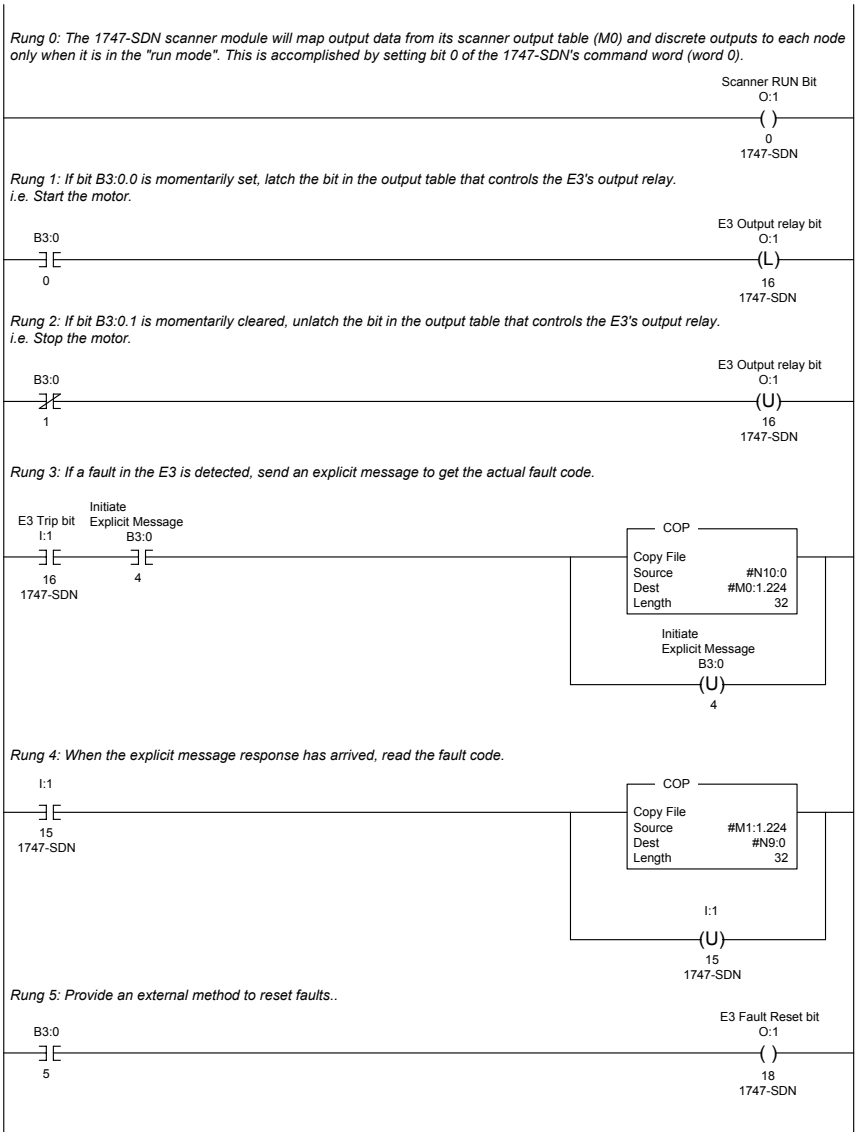 Rung 0: The 1747-SDN scanner module will map output data from its scanner output table (M0) and discrete outputs to each node
only when it is in the "run mode". This is accomplished by setting bit 0 of the 1747-SDN's command word (word 0).
Scanner RUN Bit
O:1
( )
0
1747-SDN
Rung 1: If bit B3:0.0 is momentarily set, latch the bit in the output table that controls the E3's output relay.
i.e. Start the motor.
E3 Output relay bit
B3:0 O:1
(L)
0 16
1747-SDN
Rung 2: If bit B3:0.1 is momentarily cleared, unlatch the bit in the output table that controls the E3's output relay.
i.e. Stop the motor.
E3 Output relay bit
B3:0 O:1
(U)
1 16
1747-SDN
Rung 3: If a fault in the E3 is detected, send an explicit message to get the actual fault code.
Initiate
E3 Trip bit Explicit Message
I:1 B3:0
16 4
1747-SDN
COP
Copy File
Source #N10:0
Dest #M0:1.224
Length 32
Initiate
Explicit Message
B3:0
(U)
4
Rung 4: When the explicit message response has arrived, read the fault code.
I:1
15
1747-SDN
COP
Copy File
Source #M1:1.224
Dest #N9:0
Length 32
I:1
(U)
15
1747-SDN
Rung 5: Provide an external method to reset faults..
E3 Fault Reset bit
B3:0 O:1
( )
5 18
1747-SDN